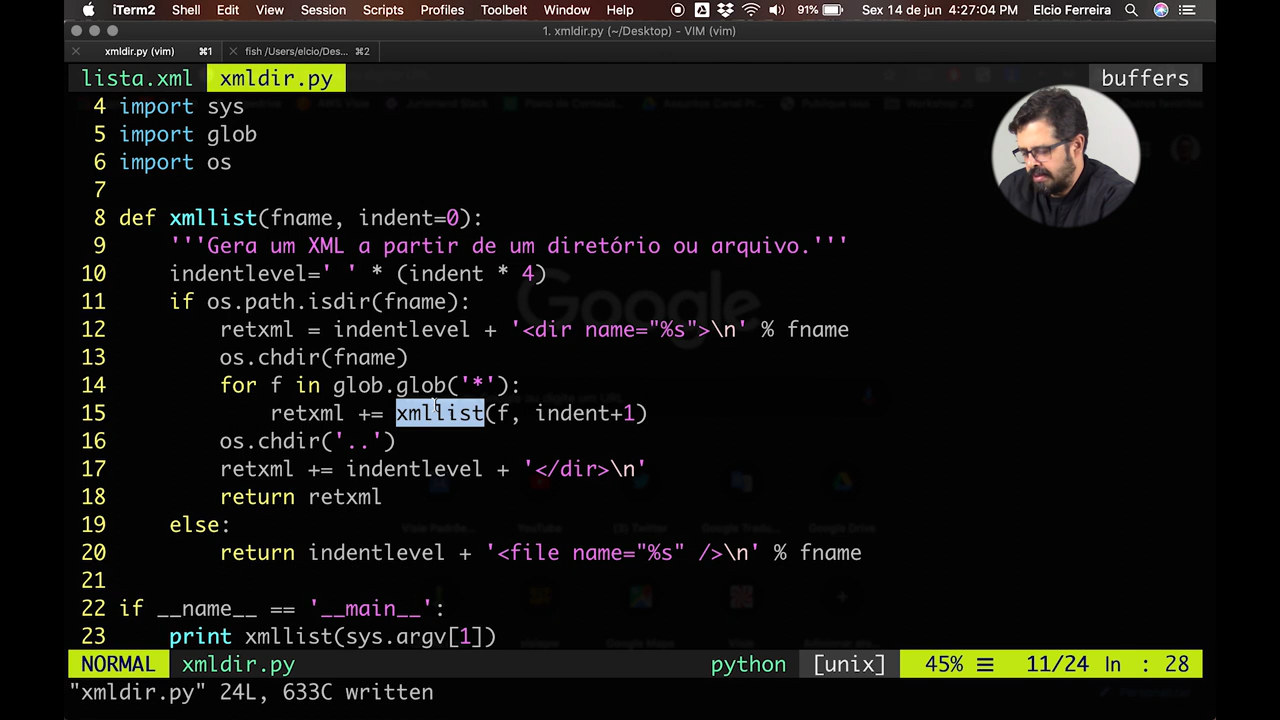 iTerm2 Shell Edit View Session Scripts Profiles Toolbelt Window Help 91% Sex 14 de jun 4:27:04 PM Elcio Ferreira
1. xmldir.py (~/Desktop) - VIM (vim)
xmldir.py (vim) ⌘1 fish /Users/elcio/Des... ⌘2
lista.xml xmldir.py buffers
4 import sys
5 import glob
6 import os
7
8 def xmllist(fname, indent=0):
9 '''Gera um XML a partir de um diretório ou arquivo.'''
10 indentlevel=' ' * (indent * 4)
11 if os.path.isdir(fname):
12 retxml = indentlevel + '<dir name="%s">\n' % fname
13 os.chdir(fname)
14 for f in glob.glob('*'):
15 retxml += xmllist(f, indent+1)
16 os.chdir('..')
17 retxml += indentlevel + '</dir>\n'
18 return retxml
19 else:
20 return indentlevel + '<file name="%s" />\n' % fname
21
22 if __name__ == '__main__':
23 print xmllist(sys.argv[1])
NORMAL xmldir.py python [unix] 45% ☰ 11/24 ln : 28
"xmldir.py" 24L, 633C written
Google
YouTube
Google Drive